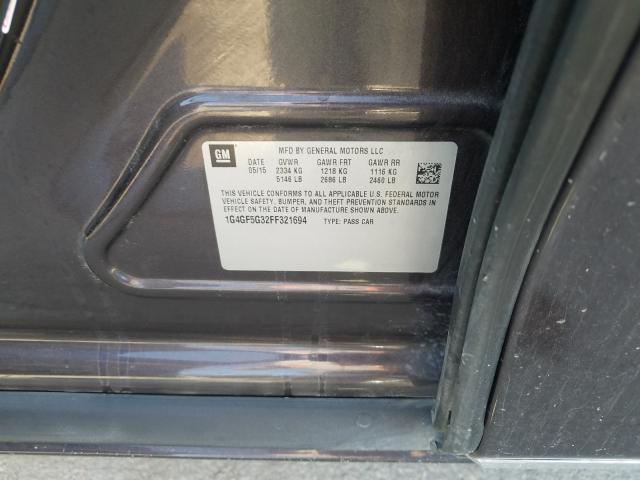 GM
MFD BY GENERAL MOTORS LLC
DATE GVWR GAWR FRT GAWR RR
05/15 2334 KG 1218 KG 1116 KG
5146 LB 2686 LB 2460 LB
THIS VEHICLE CONFORMS TO ALL APPLICABLE U.S. FEDERAL MOTOR
VEHICLE SAFETY, BUMPER, AND THEFT PREVENTION STANDARDS
IN EFFECT ON THE DATE OF MANUFACTURE SHOWN ABOVE.
1G4GF5G32FF321694 TYPE: PASS CAR